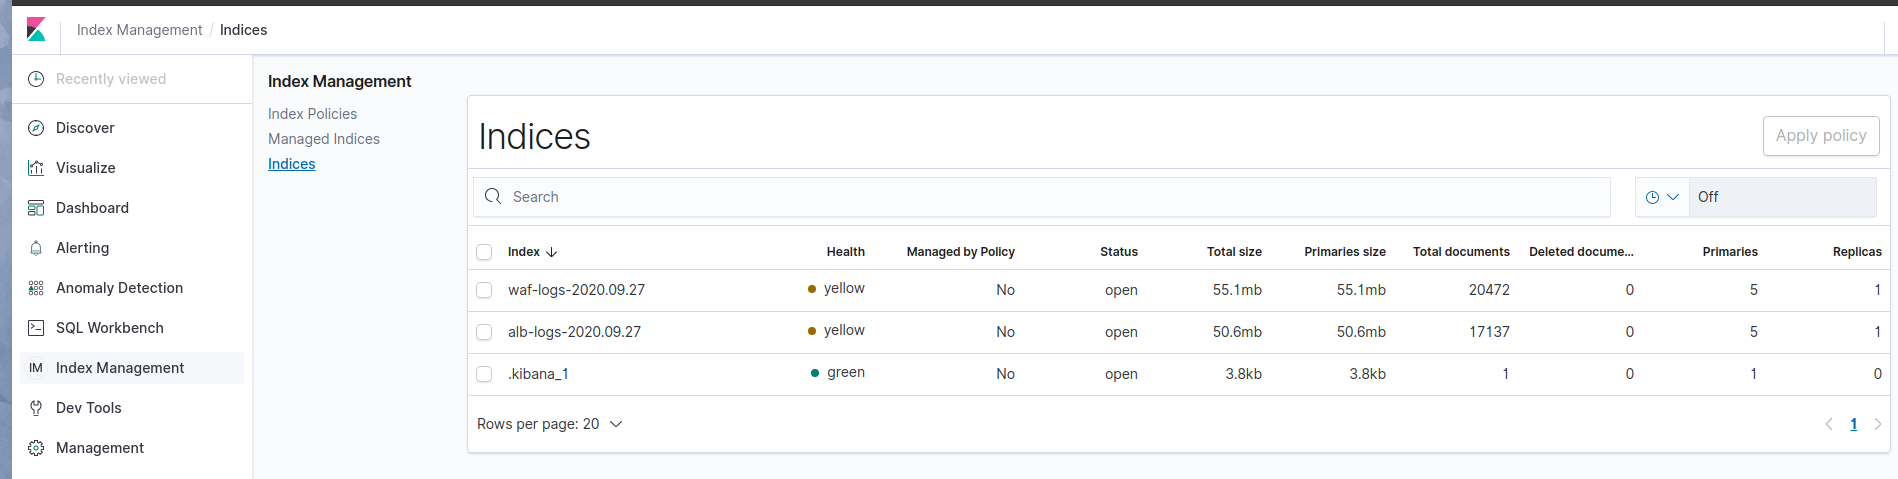 Index Management / Indices
Recently viewed
Discover
Visualize
Dashboard
Alerting
Anomaly Detection
SQL Workbench
IM Index Management
Dev Tools
Management
Index Management
Index Policies
Managed Indices
Indices
Indices
Apply policy
Search
Off
Index Health Managed by Policy Status Total size Primaries size Total documents Deleted docume... Primaries Replicas
waf-logs-2020.09.27 yellow No open 55.1mb 55.1mb 20472 0 5 1
alb-logs-2020.09.27 yellow No open 50.6mb 50.6mb 17137 0 5 1
.kibana_1 green No open 3.8kb 3.8kb 1 0 1 0
Rows per page: 20
1